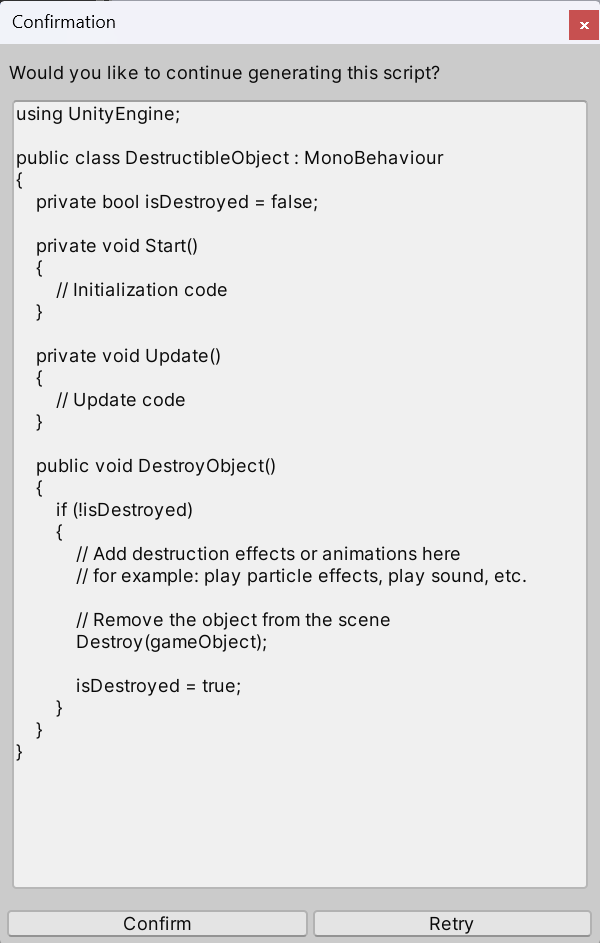 Confirmation
Would you like to continue generating this script?
using UnityEngine;

public class DestructibleObject : MonoBehaviour
{
    private bool isDestroyed = false;

    private void Start()
    {
        // Initialization code
    }

    private void Update()
    {
        // Update code
    }

    public void DestroyObject()
    {
        if (!isDestroyed)
        {
            // Add destruction effects or animations here
            // for example: play particle effects, play sound, etc.

            // Remove the object from the scene
            Destroy(gameObject);

            isDestroyed = true;
        }
    }
}
Confirm
Retry